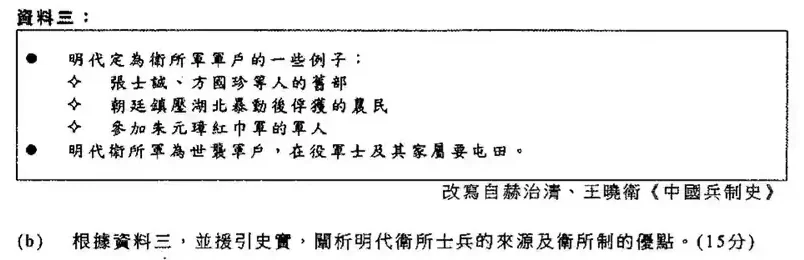 資料三：
● 明代定為衛所軍軍戶的一些例子：
✧ 張士誠、方國珍等人的舊部
✧ 朝廷鎮壓湖北暴動後俘獲的農民
✧ 參加朱元璋紅巾軍的軍人
● 明代衛所軍為世襲軍戶，在役軍士及其家屬要屯田。
改寫自赫治清、王曉衛《中國兵制史》
(b) 根據資料三，並援引史實，闡析明代衛所士兵的來源及衛所制的優點。(15分)